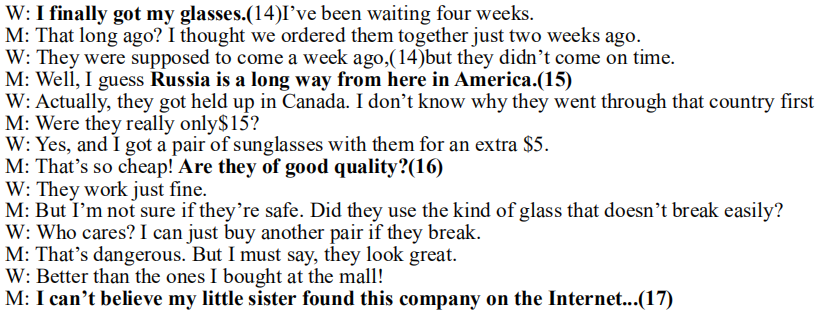 W: I finally got my glasses.(14)I’ve been waiting four weeks.
M: That long ago? I thought we ordered them together just two weeks ago.
W: They were supposed to come a week ago,(14)but they didn’t come on time.
M: Well, I guess Russia is a long way from here in America.(15)
W: Actually, they got held up in Canada. I don’t know why they went through that country first
M: Were they really only$15?
W: Yes, and I got a pair of sunglasses with them for an extra $5.
M: That’s so cheap! Are they of good quality?(16)
W: They work just fine.
M: But I’m not sure if they’re safe. Did they use the kind of glass that doesn’t break easily?
W: Who cares? I can just buy another pair if they break.
M: That’s dangerous. But I must say, they look great.
W: Better than the ones I bought at the mall!
M: I can’t believe my little sister found this company on the Internet...(17)